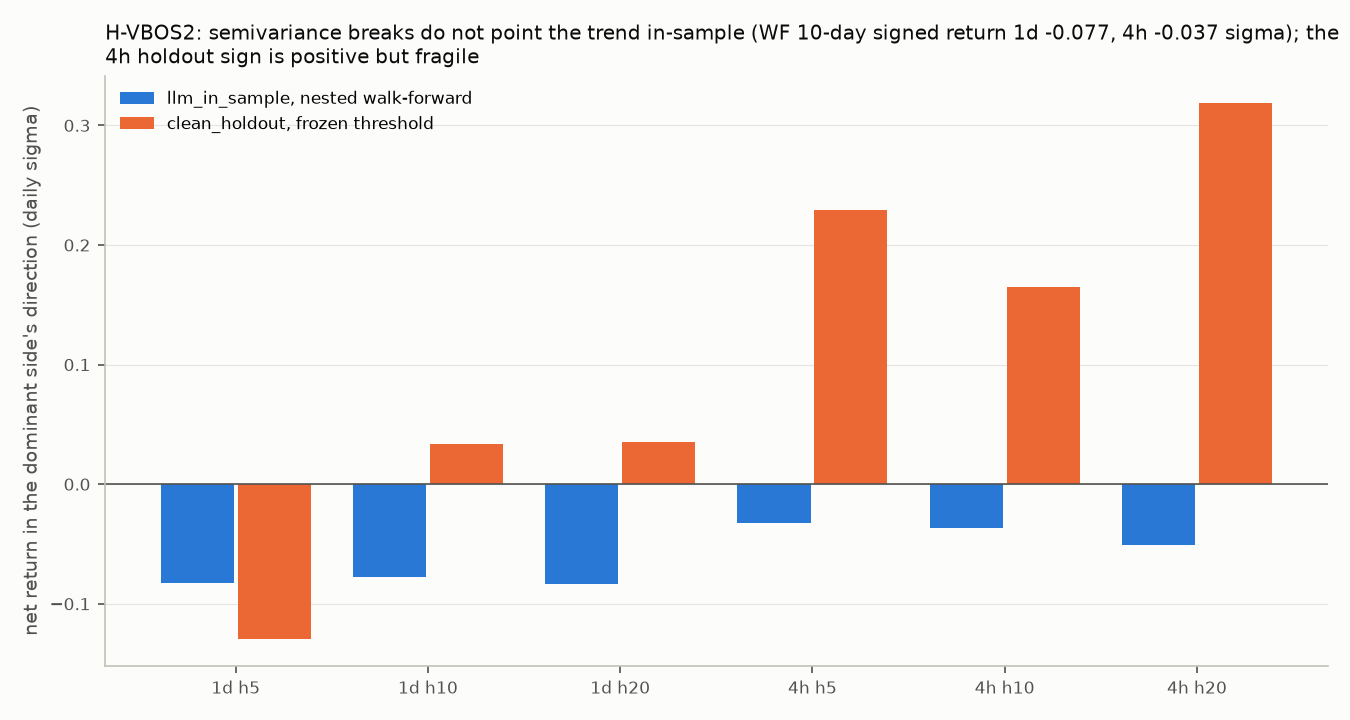 H-VBOS2: semivariance breaks do not point the trend in-sample (WF 10-day signed return 1d -0.077, 4h -0.037 sigma); the
4h holdout sign is positive but fragile
llm_in_sample, nested walk-forward
clean_holdout, frozen threshold
net return in the dominant side's direction (daily sigma)
0.3
0.2
0.1
0.0
−0.1
1d h5
1d h10
1d h20
4h h5
4h h10
4h h20